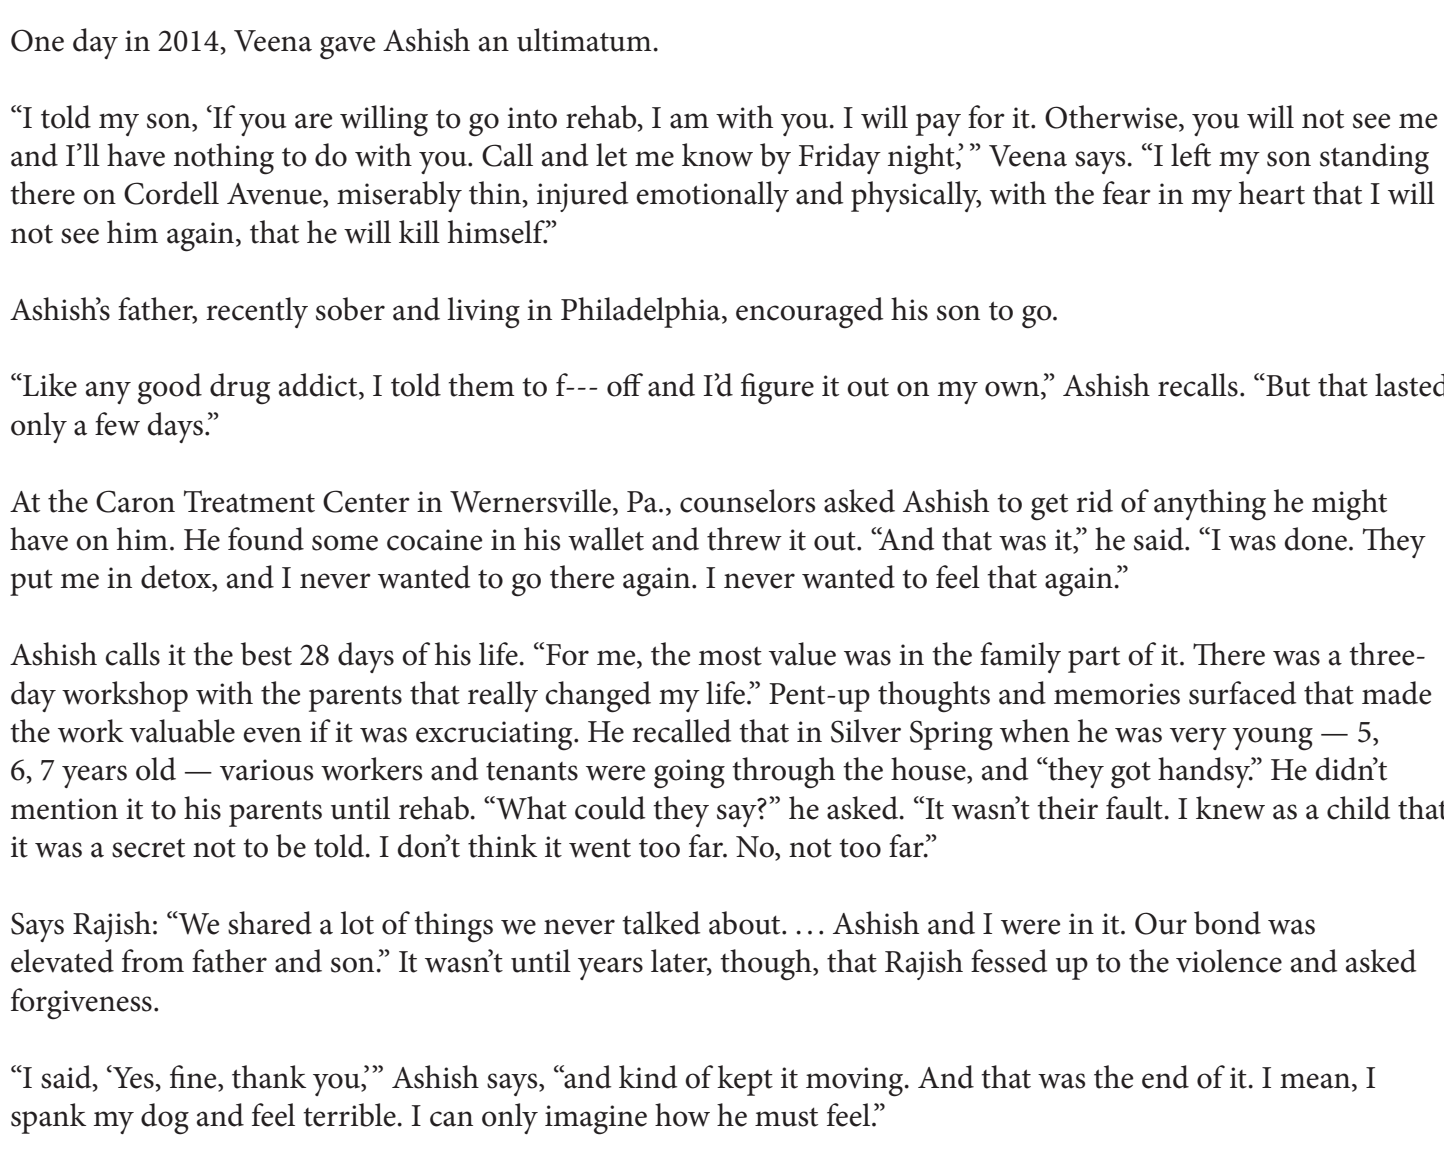 One day in 2014, Veena gave Ashish an ultimatum.
“I told my son, ‘If you are willing to go into rehab, I am with you. I will pay for it. Otherwise, you will not see me
and I’ll have nothing to do with you. Call and let me know by Friday night,’ ” Veena says. “I left my son standing
there on Cordell Avenue, miserably thin, injured emotionally and physically, with the fear in my heart that I will
not see him again, that he will kill himself.”
Ashish’s father, recently sober and living in Philadelphia, encouraged his son to go.
“Like any good drug addict, I told them to f--- off and I’d figure it out on my own,” Ashish recalls. “But that lasted
only a few days.”
At the Caron Treatment Center in Wernersville, Pa., counselors asked Ashish to get rid of anything he might
have on him. He found some cocaine in his wallet and threw it out. “And that was it,” he said. “I was done. They
put me in detox, and I never wanted to go there again. I never wanted to feel that again.”
Ashish calls it the best 28 days of his life. “For me, the most value was in the family part of it. There was a three-
day workshop with the parents that really changed my life.” Pent-up thoughts and memories surfaced that made
the work valuable even if it was excruciating. He recalled that in Silver Spring when he was very young — 5,
6, 7 years old — various workers and tenants were going through the house, and “they got handsy.” He didn’t
mention it to his parents until rehab. “What could they say?” he asked. “It wasn’t their fault. I knew as a child that
it was a secret not to be told. I don’t think it went too far. No, not too far.”
Says Rajish: “We shared a lot of things we never talked about. … Ashish and I were in it. Our bond was
elevated from father and son.” It wasn’t until years later, though, that Rajish fessed up to the violence and asked
forgiveness.
“I said, ‘Yes, fine, thank you,’” Ashish says, “and kind of kept it moving. And that was the end of it. I mean, I
spank my dog and feel terrible. I can only imagine how he must feel.”